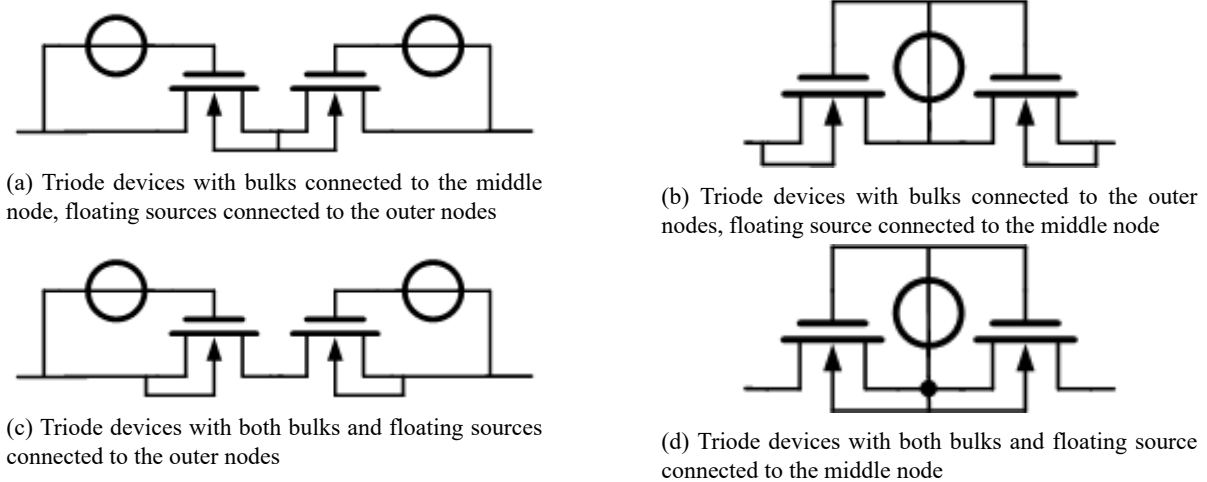 (a) Triode devices with bulks connected to the middle
node, floating sources connected to the outer nodes
(b) Triode devices with bulks connected to the outer
nodes, floating source connected to the middle node
(c) Triode devices with both bulks and floating sources
connected to the outer nodes
(d) Triode devices with both bulks and floating source
connected to the middle node